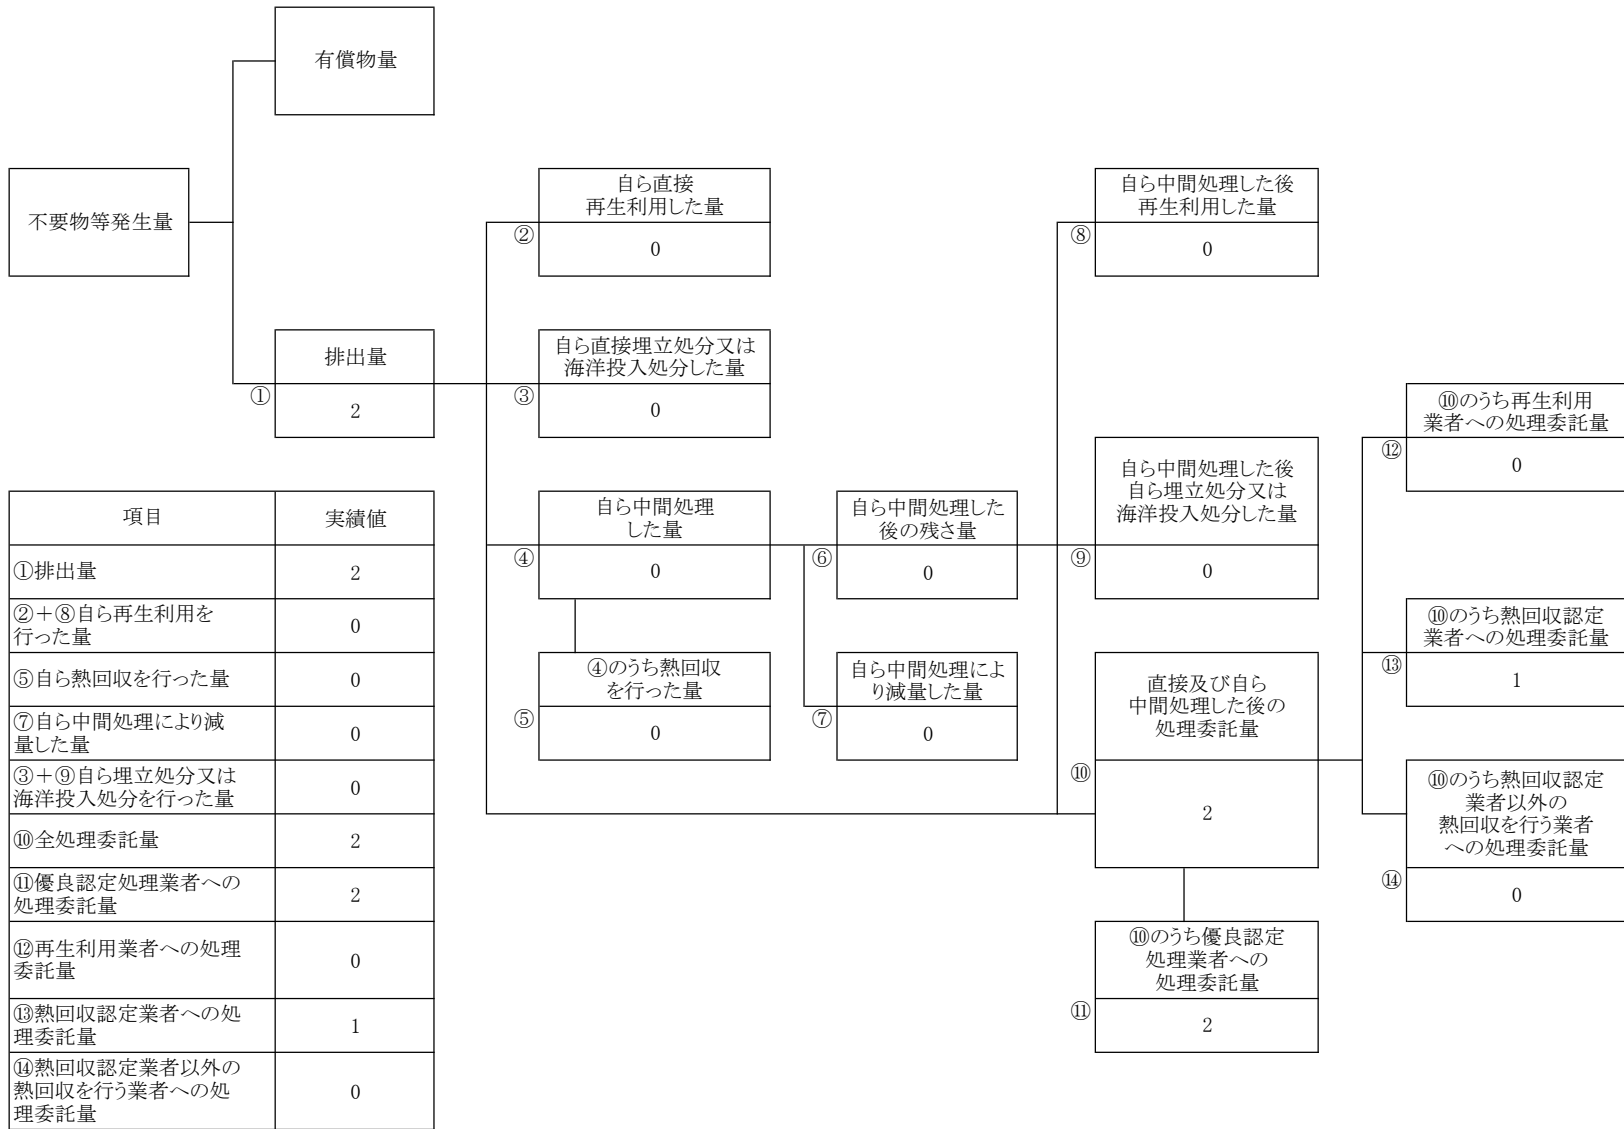 有償物量
不要物等発生量
自ら直接
再生利用した量
②
0
自ら中間処理した後
再生利用した量
⑧
0
排出量
①
2
自ら直接埋立処分又は
海洋投入処分した量
③
0
⑩のうち再生利用
業者への処理委託量
⑫
0
自ら中間処理した後
自ら埋立処分又は
海洋投入処分した量
⑨
0
自ら中間処理
した量
④
0
自ら中間処理した
後の残さ量
⑥
0
④のうち熱回収
を行った量
⑤
0
自ら中間処理によ
り減量した量
⑦
0
直接及び自ら
中間処理した後の
処理委託量
⑩
2
⑩のうち熱回収認定
業者への処理委託量
⑬
1
⑩のうち熱回収認定
業者以外の
熱回収を行う業者
への処理委託量
⑭
0
⑩のうち優良認定
処理業者への
処理委託量
⑪
2
項目
実績値
①排出量
2
②+⑧自ら再生利用を
行った量
0
⑤自ら熱回収を行った量
0
⑦自ら中間処理により減
量した量
0
③+⑨自ら埋立処分又は
海洋投入処分を行った量
0
⑩全処理委託量
2
⑪優良認定処理業者への
処理委託量
2
⑫再生利用業者への処理
委託量
0
⑬熱回収認定業者への処
理委託量
1
⑭熱回収認定業者以外の
熱回収を行う業者への処
理委託量
0